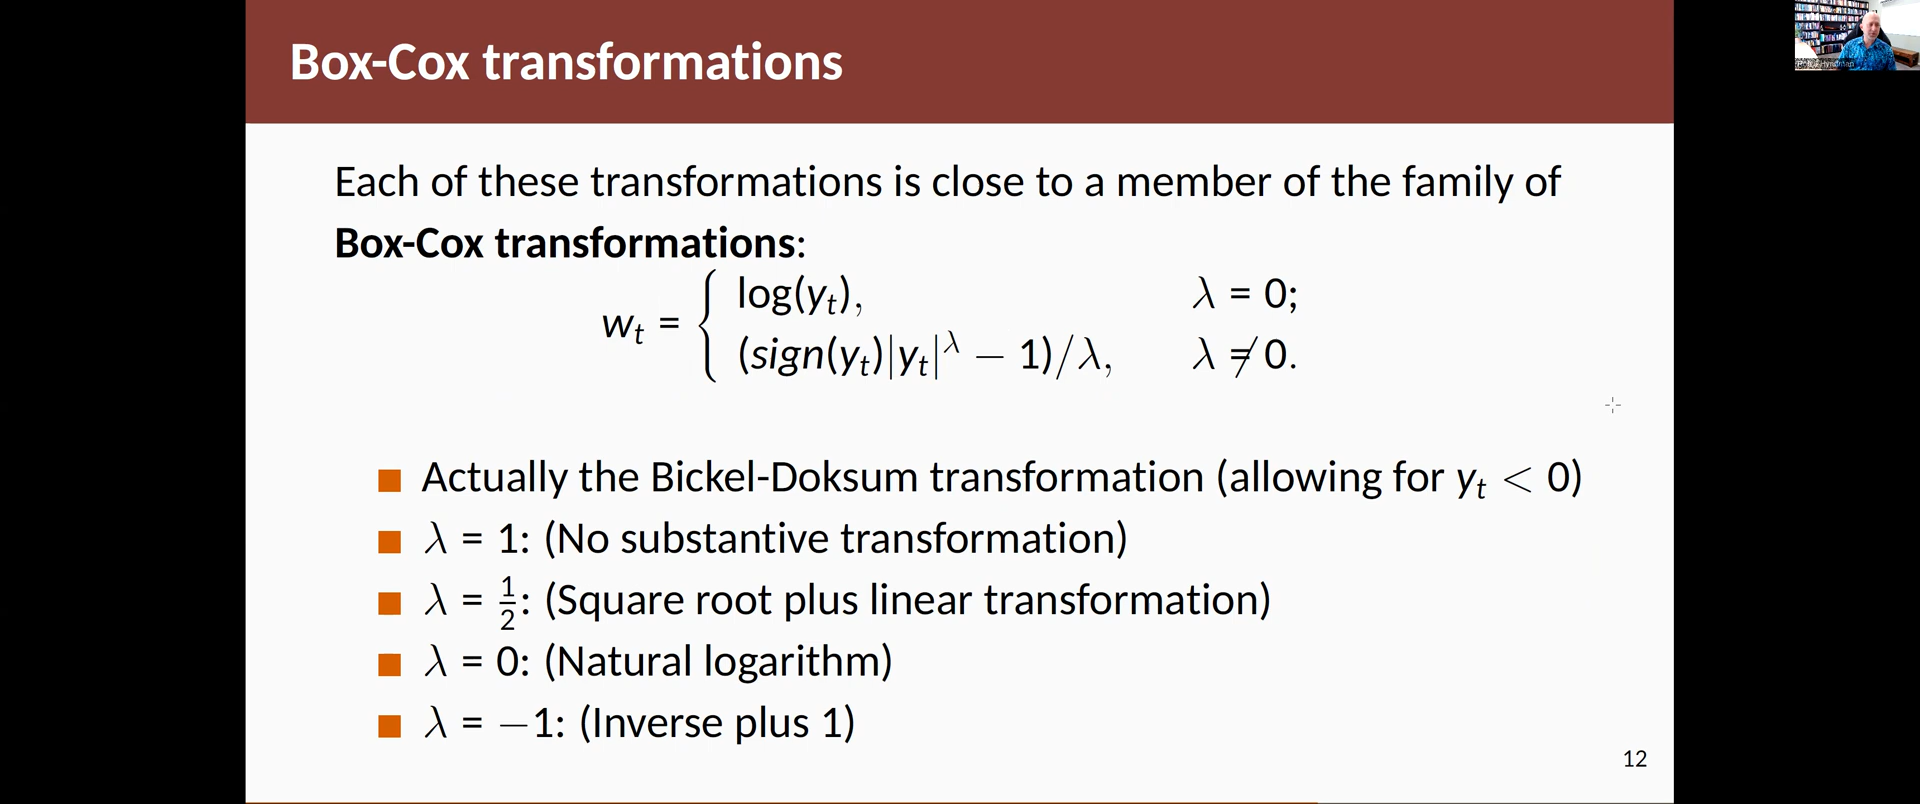 Box-Cox transformations
Each of these transformations is close to a member of the family of
Box-Cox transformations:
w_t = { log(y_t), λ = 0;
(sign(y_t)|y_t|^λ − 1)/λ, λ ≠ 0.
■ Actually the Bickel-Doksum transformation (allowing for y_t < 0)
■ λ = 1: (No substantive transformation)
■ λ = 1/2: (Square root plus linear transformation)
■ λ = 0: (Natural logarithm)
■ λ = −1: (Inverse plus 1)
12